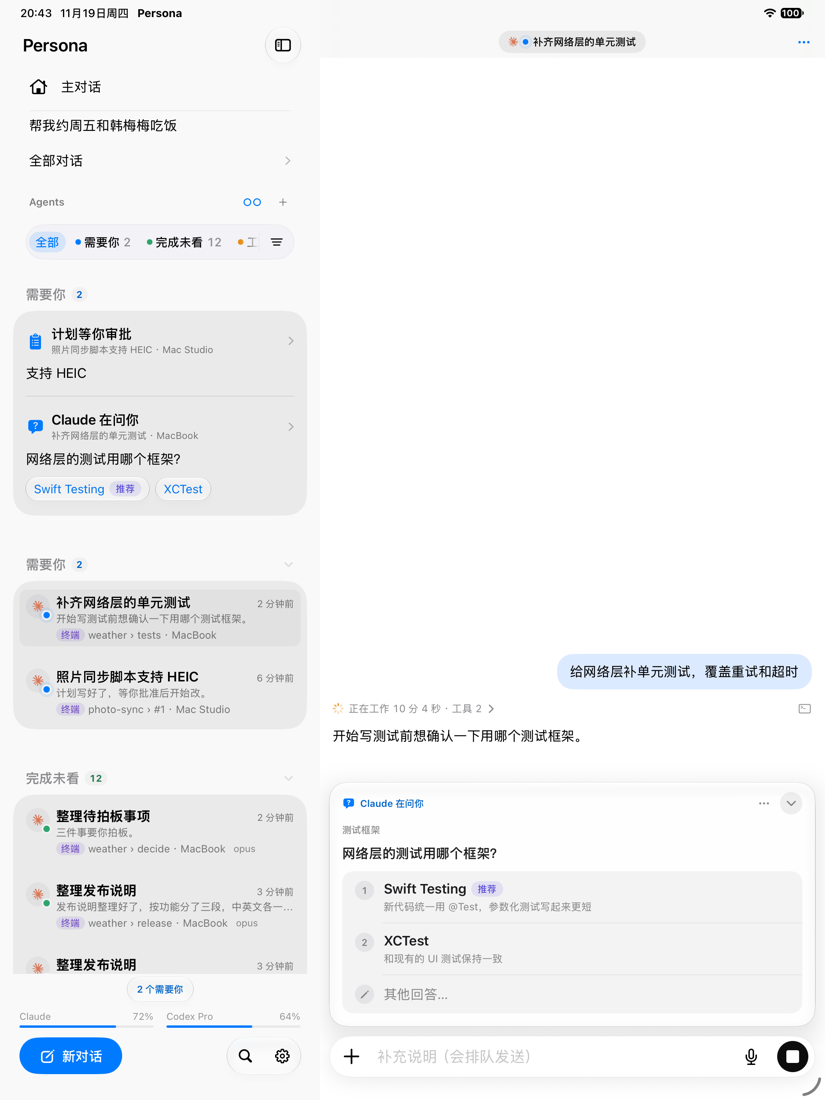 20:43 11月19日周四 Persona
100
Persona
主对话
帮我约周五和韩梅梅吃饭
全部对话
Agents
全部 需要你 2 完成未看 12
需要你 2
计划等你审批
照片同步脚本支持 HEIC · Mac Studio
支持 HEIC
Claude 在问你
补齐网络层的单元测试 · MacBook
网络层的测试用哪个框架?
Swift Testing 推荐 XCTest
需要你 2
补齐网络层的单元测试 2 分钟前
开始写测试前想确认一下用哪个测试框架。
终端 weather › tests · MacBook
照片同步脚本支持 HEIC 6 分钟前
计划写好了，等你批准后开始改。
终端 photo-sync › #1 · Mac Studio
完成未看 12
整理待拍板事项 2 分钟前
三件事要你拍板。
终端 weather › decide · MacBook opus
整理发布说明 3 分钟前
发布说明整理好了，按功能分了三段，中英文各一…
终端 weather › release · MacBook opus
整理发布说明 3 分钟前
2 个需要你
Claude 72% Codex Pro 64%
新对话
补齐网络层的单元测试
给网络层补单元测试，覆盖重试和超时
正在工作 10 分 4 秒 · 工具 2
开始写测试前想确认一下用哪个测试框架。
Claude 在问你
测试框架
网络层的测试用哪个框架?
1 Swift Testing 推荐
新代码统一用 @Test，参数化测试写起来更短
2 XCTest
和现有的 UI 测试保持一致
其他回答...
补充说明（会排队发送）